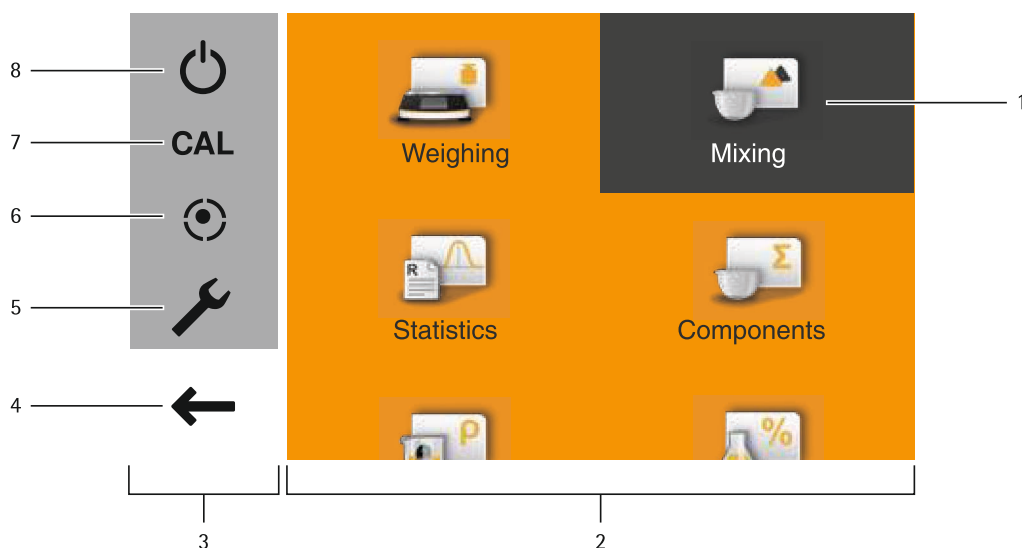 8
7 CAL
6
5
4
3
Weighing Mixing 1
R Σ
Statistics Components
ρ %
2